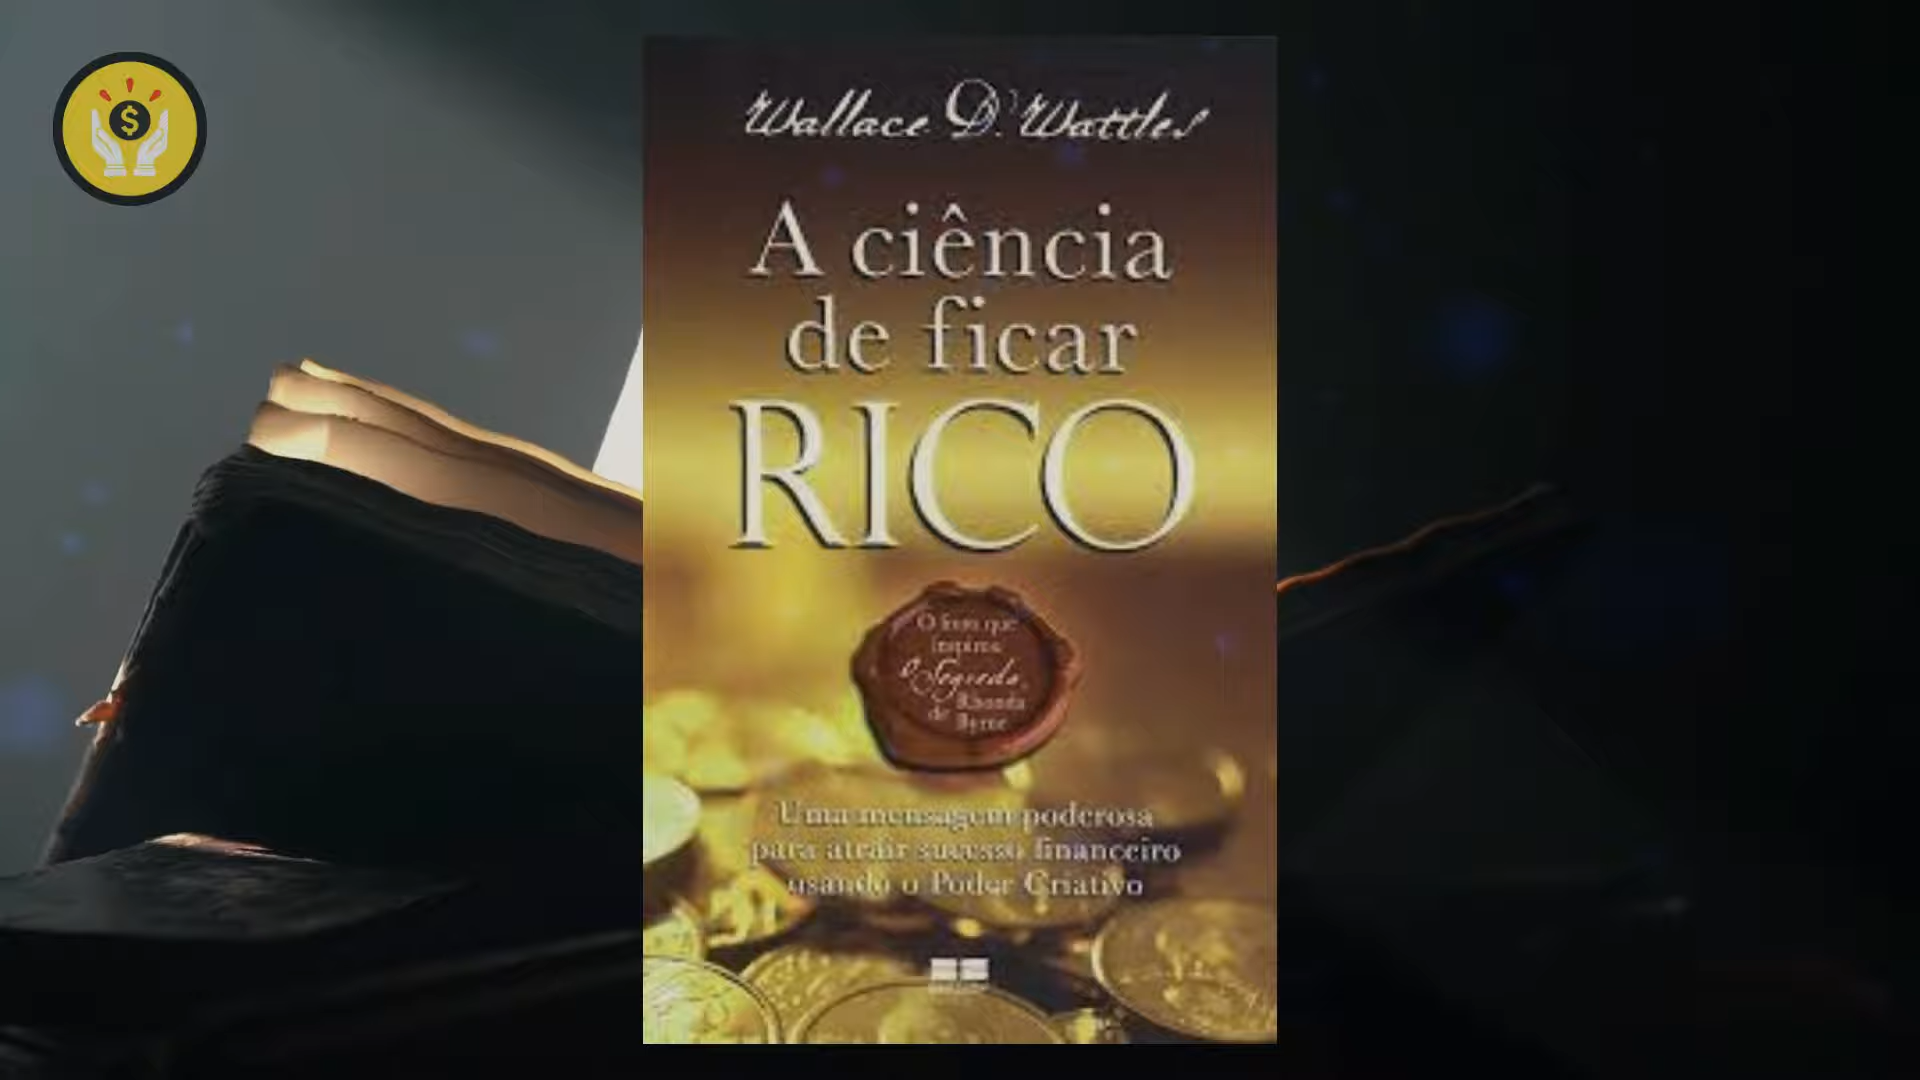 $
Wallace D. Wattles
A ciência
de ficar
RICO
O livro que
inspirou
O Segredo,
de Rhonda
Byrne
Uma mensagem poderosa
para atrair sucesso financeiro
usando o Poder Criativo